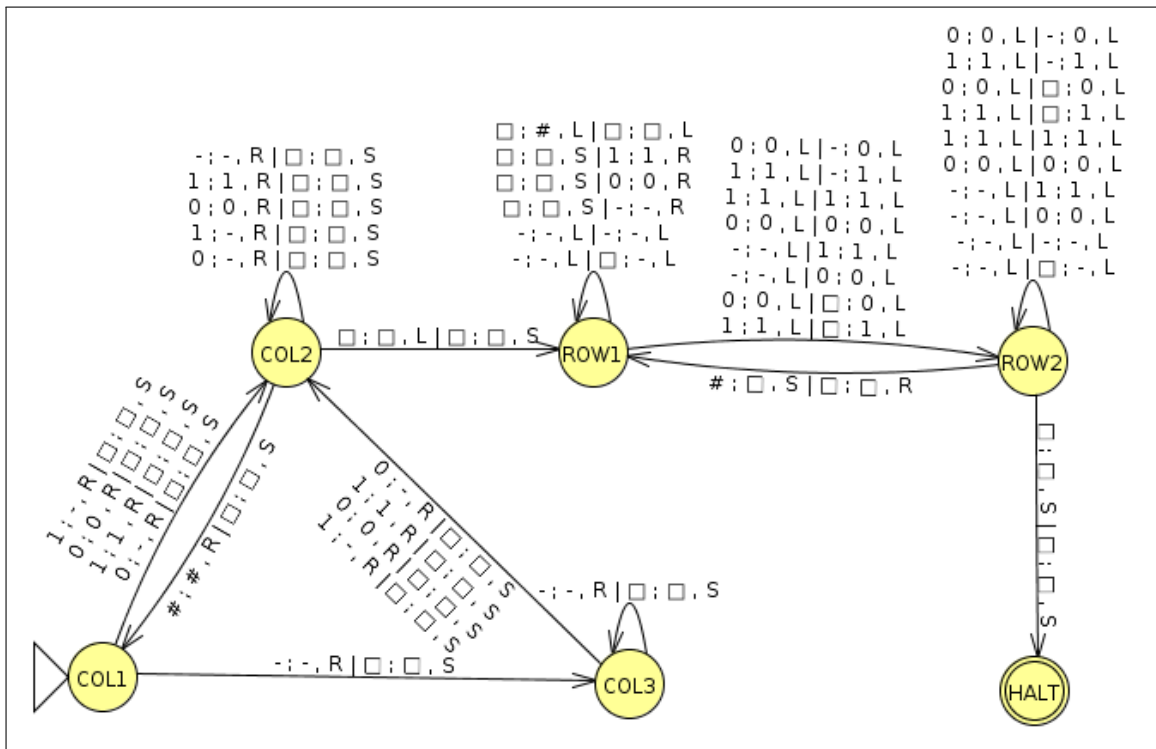 0 ; 0 , L | - ; 0 , L
1 ; 1 , L | - ; 1 , L
0 ; 0 , L | □ ; 0 , L
1 ; 1 , L | □ ; 1 , L
1 ; 1 , L | 1 ; 1 , L
0 ; 0 , L | 0 ; 0 , L
- ; - , L | 1 ; 1 , L
- ; - , L | 0 ; 0 , L
- ; - , L | - ; - , L
- ; - , L | □ ; - , L
□ ; # , L | □ ; □ , L
□ ; □ , S | 1 ; 1 , R
□ ; □ , S | 0 ; 0 , R
□ ; □ , S | - ; - , R
- ; - , L | - ; - , L
- ; - , L | □ ; - , L
0 ; 0 , L | - ; 0 , L
1 ; 1 , L | - ; 1 , L
1 ; 1 , L | 1 ; 1 , L
0 ; 0 , L | 0 ; 0 , L
- ; - , L | 1 ; 1 , L
- ; - , L | 0 ; 0 , L
0 ; 0 , L | □ ; 0 , L
1 ; 1 , L | □ ; 1 , L
- ; - , R | □ ; □ , S
1 ; 1 , R | □ ; □ , S
0 ; 0 , R | □ ; □ , S
1 ; - , R | □ ; □ , S
0 ; - , R | □ ; □ , S
COL2
□ ; □ , L | □ ; □ , S
ROW1
ROW2
# ; □ , S | □ ; □ , R
1 ; - , R | □ ; □ , S
0 ; 0 , R | □ ; □ , S
1 ; 1 , R | □ ; □ , S
0 ; - , R | □ ; □ , S
# ; # , R | □ ; □ , S
0 ; - , R | □ ; □ , S
1 ; 1 , R | □ ; □ , S
0 ; 0 , R | □ ; □ , S
1 ; - , R | □ ; □ , S
□ ; □ , S | □ ; □ , S
- ; - , R | □ ; □ , S
COL1
- ; - , R | □ ; □ , S
COL3
HALT